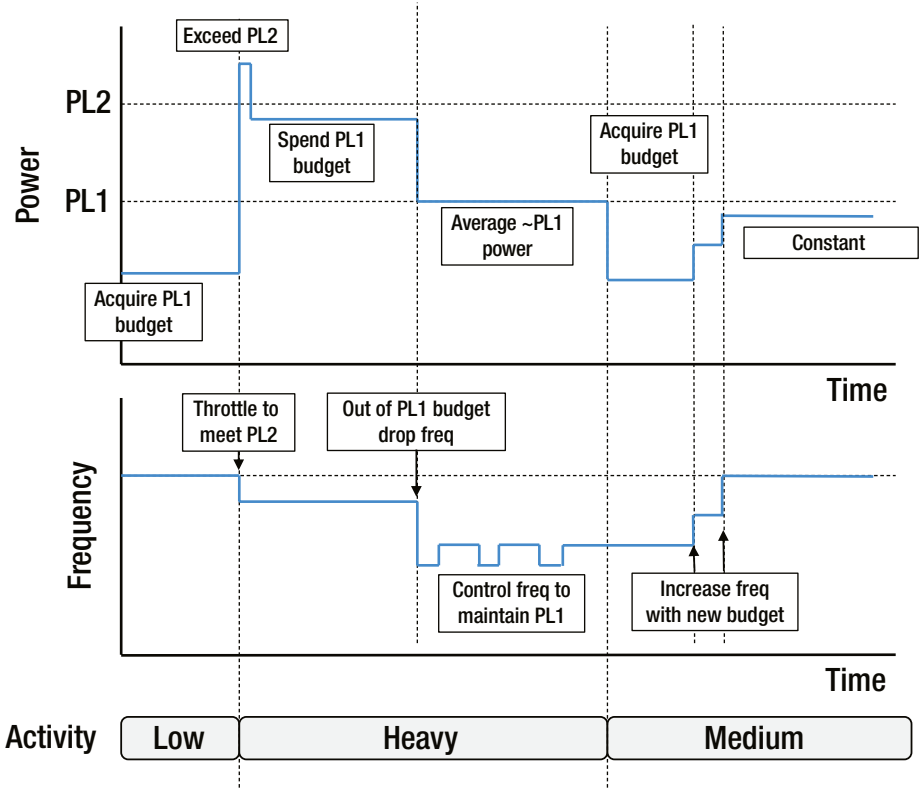 Exceed PL2
PL2
Spend PL1
budget
Acquire PL1
budget
Power
PL1
Average ~PL1
power
Constant
Acquire PL1
budget
Time
Throttle to
meet PL2
Out of PL1 budget
drop freq
Frequency
Control freq to
maintain PL1
Increase freq
with new budget
Time
Activity
Low
Heavy
Medium